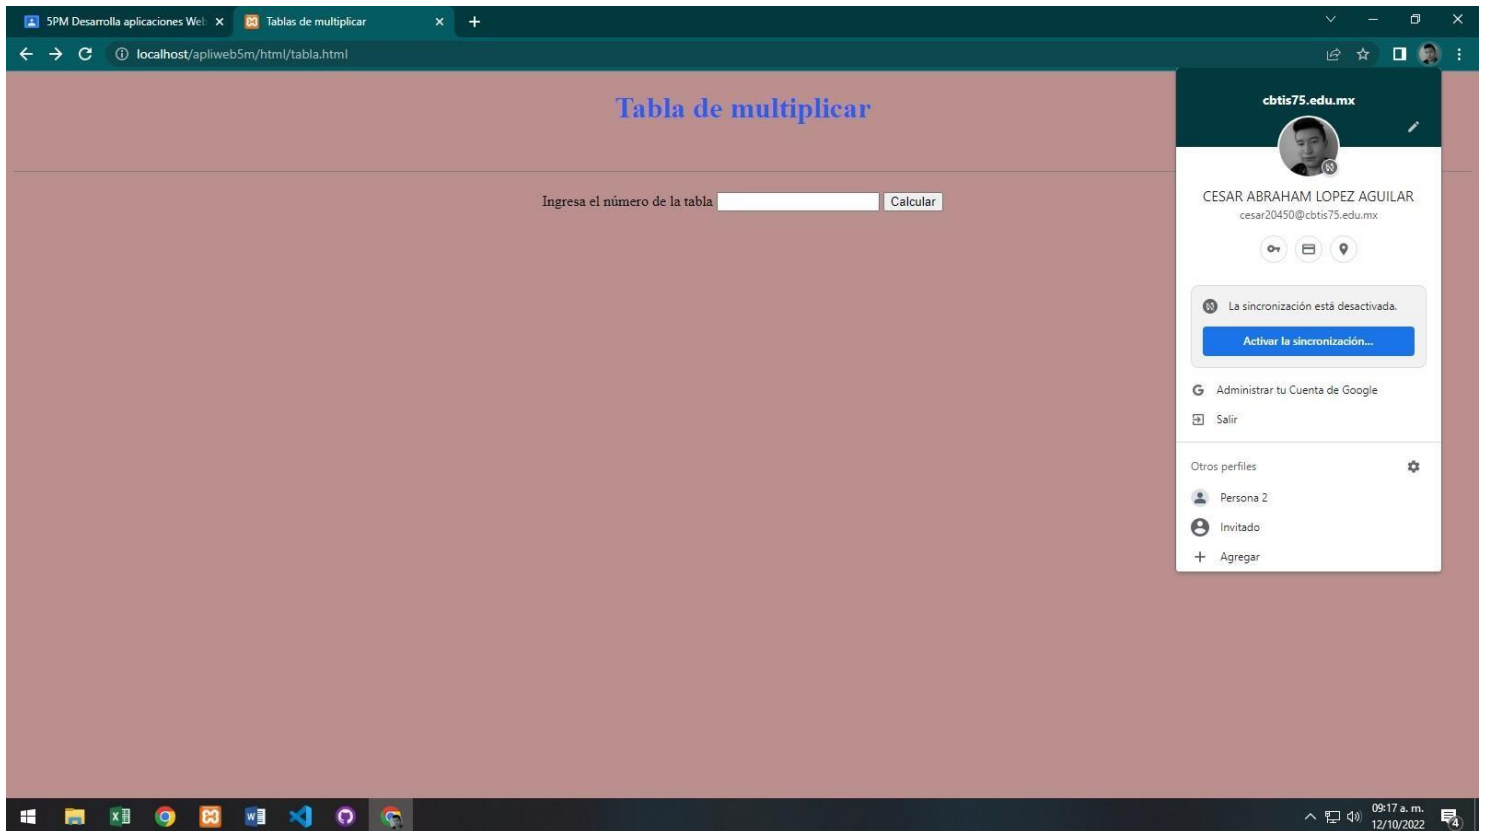 5PM Desarrolla aplicaciones Web
Tablas de multiplicar
localhost/apliweb5m/html/tabla.html
Tabla de multiplicar
Ingresa el número de la tabla
Calcular
cbtis75.edu.mx
CESAR ABRAHAM LOPEZ AGUILAR
cesar20450@cbtis75.edu.mx
La sincronización está desactivada.
Activar la sincronización...
G Administrar tu Cuenta de Google
Salir
Otros perfiles
Persona 2
Invitado
Agregar
09:17 a. m.
12/10/2022
4